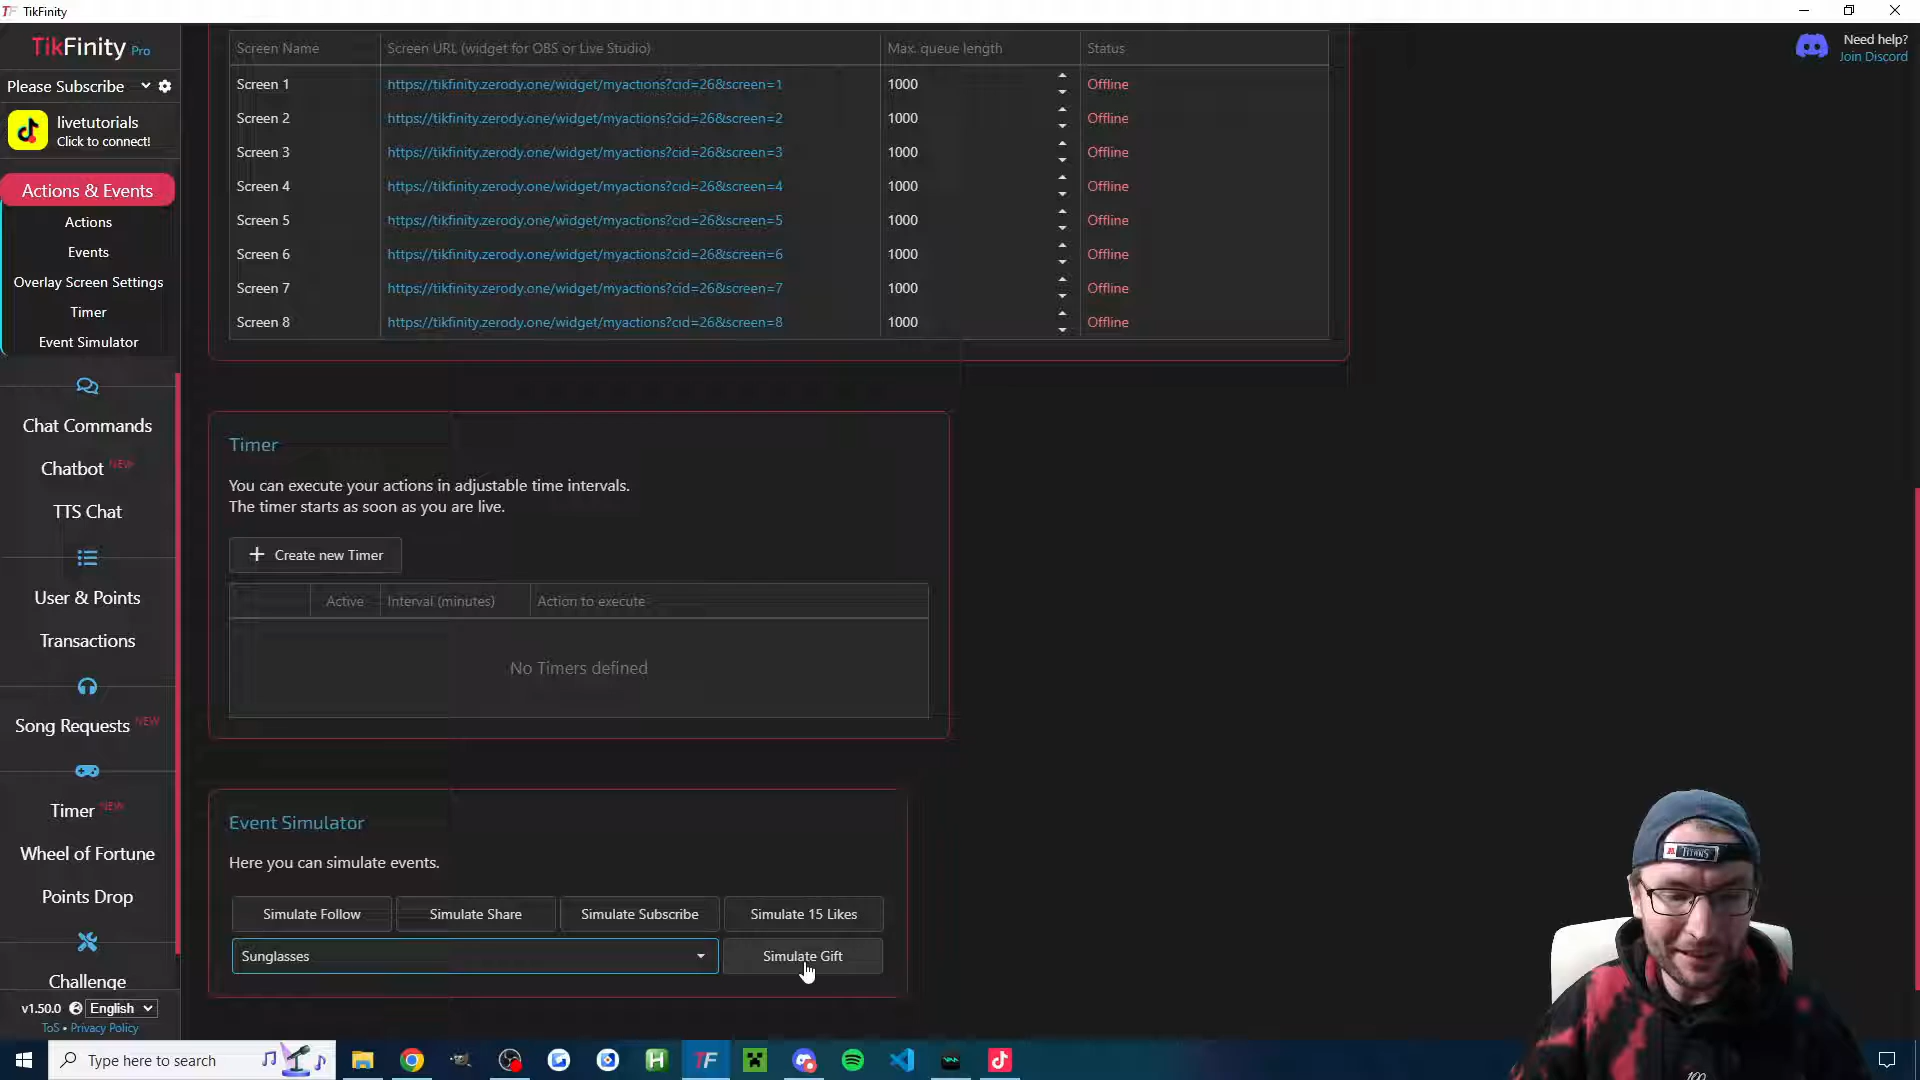 TikFinity
TikFinity Pro
Please Subscribe
livetutorials
Click to connect!
Actions & Events
Actions
Events
Overlay Screen Settings
Timer
Event Simulator
Chat Commands
Chatbot NEW
TTS Chat
User & Points
Transactions
Song Requests NEW
Timer NEW
Wheel of Fortune
Points Drop
Challenge
v1.50.0 English
ToS • Privacy Policy
Need help?
Join Discord
Screen Name Screen URL (widget for OBS or Live Studio) Max. queue length Status
Screen 1 https://tikfinity.zerody.one/widget/myactions?cid=26&screen=1 1000 Offline
Screen 2 https://tikfinity.zerody.one/widget/myactions?cid=26&screen=2 1000 Offline
Screen 3 https://tikfinity.zerody.one/widget/myactions?cid=26&screen=3 1000 Offline
Screen 4 https://tikfinity.zerody.one/widget/myactions?cid=26&screen=4 1000 Offline
Screen 5 https://tikfinity.zerody.one/widget/myactions?cid=26&screen=5 1000 Offline
Screen 6 https://tikfinity.zerody.one/widget/myactions?cid=26&screen=6 1000 Offline
Screen 7 https://tikfinity.zerody.one/widget/myactions?cid=26&screen=7 1000 Offline
Screen 8 https://tikfinity.zerody.one/widget/myactions?cid=26&screen=8 1000 Offline
Timer
You can execute your actions in adjustable time intervals.
The timer starts as soon as you are live.
+ Create new Timer
Active Interval (minutes) Action to execute
No Timers defined
Event Simulator
Here you can simulate events.
Simulate Follow Simulate Share Simulate Subscribe Simulate 15 Likes
Sunglasses Simulate Gift
TITANS
Type here to search